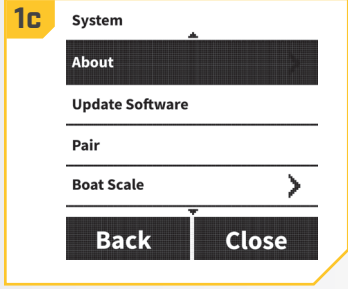 1c
System
About
Update Software
Pair
Boat Scale
Back Close